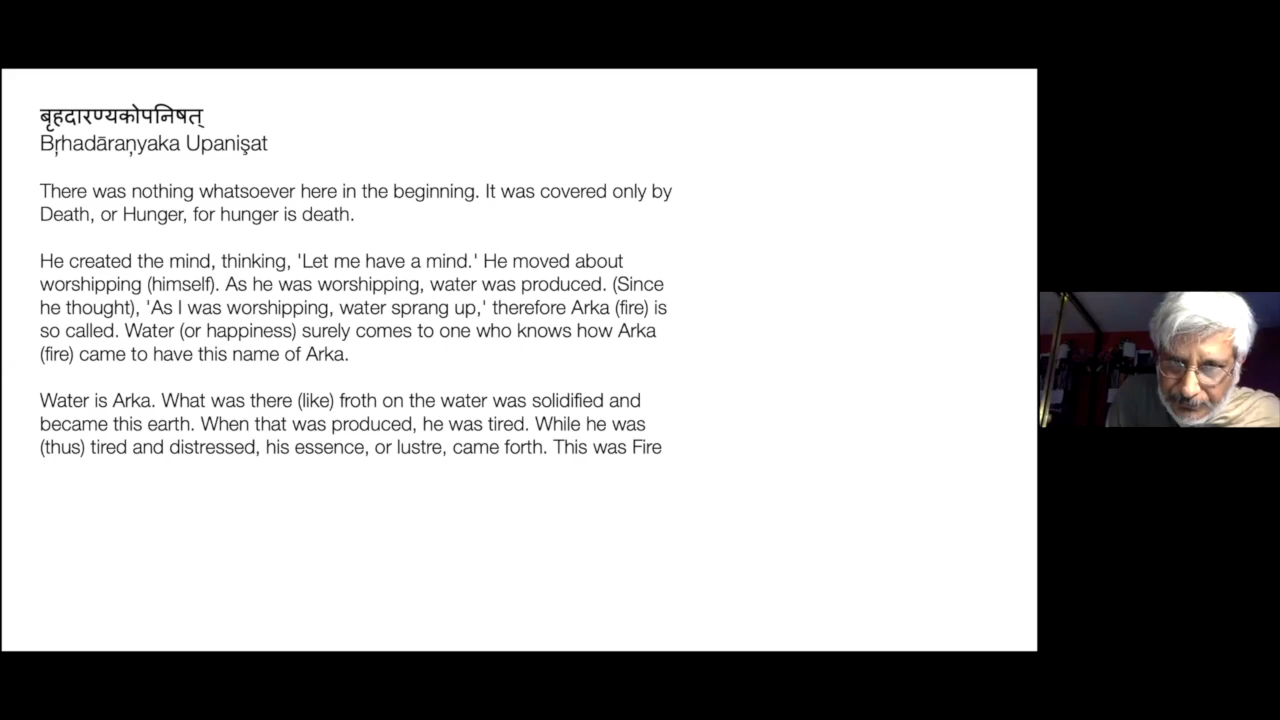 बृहदारण्यकोपनिषत्
Bṛhadāraṇyaka Upaniṣat
There was nothing whatsoever here in the beginning. It was covered only by
Death, or Hunger, for hunger is death.
He created the mind, thinking, 'Let me have a mind.' He moved about
worshipping (himself). As he was worshipping, water was produced. (Since
he thought), 'As I was worshipping, water sprang up,' therefore Arka (fire) is
so called. Water (or happiness) surely comes to one who knows how Arka
(fire) came to have this name of Arka.
Water is Arka. What was there (like) froth on the water was solidified and
became this earth. When that was produced, he was tired. While he was
(thus) tired and distressed, his essence, or lustre, came forth. This was Fire